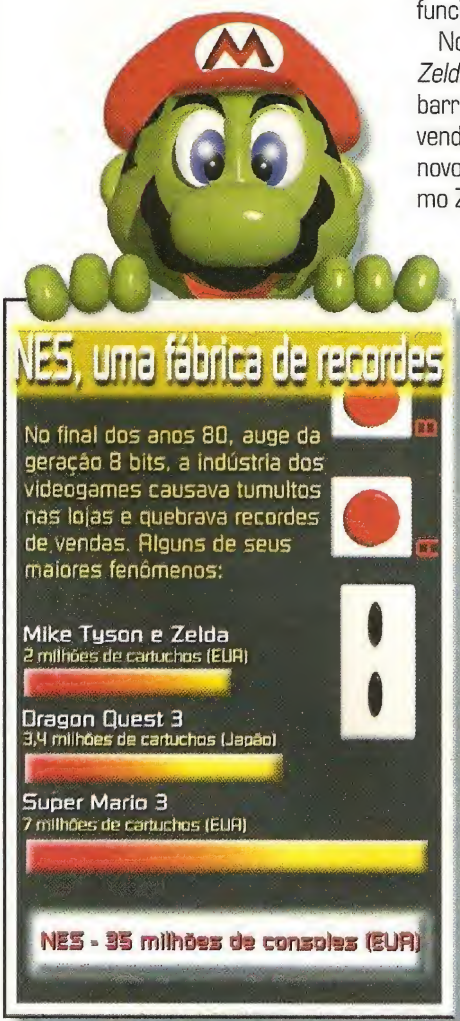 func
No
Zeld
barr
vend
novo
mo Z
M
NES, uma fábrica de recordes
No final dos anos 80, auge da
geração 8 bits, a indústria dos
videogames causava tumultos
nas lojas e quebrava recordes
de vendas. Alguns de seus
maiores fenômenos:
B
A
Mike Tyson e Zelda
2 milhões de cartuchos (EUA)
Dragon Quest 3
3,4 milhões de cartuchos (Japão)
Super Mario 3
7 milhões de cartuchos (EUA)
NES - 35 milhões de consoles (EUA)